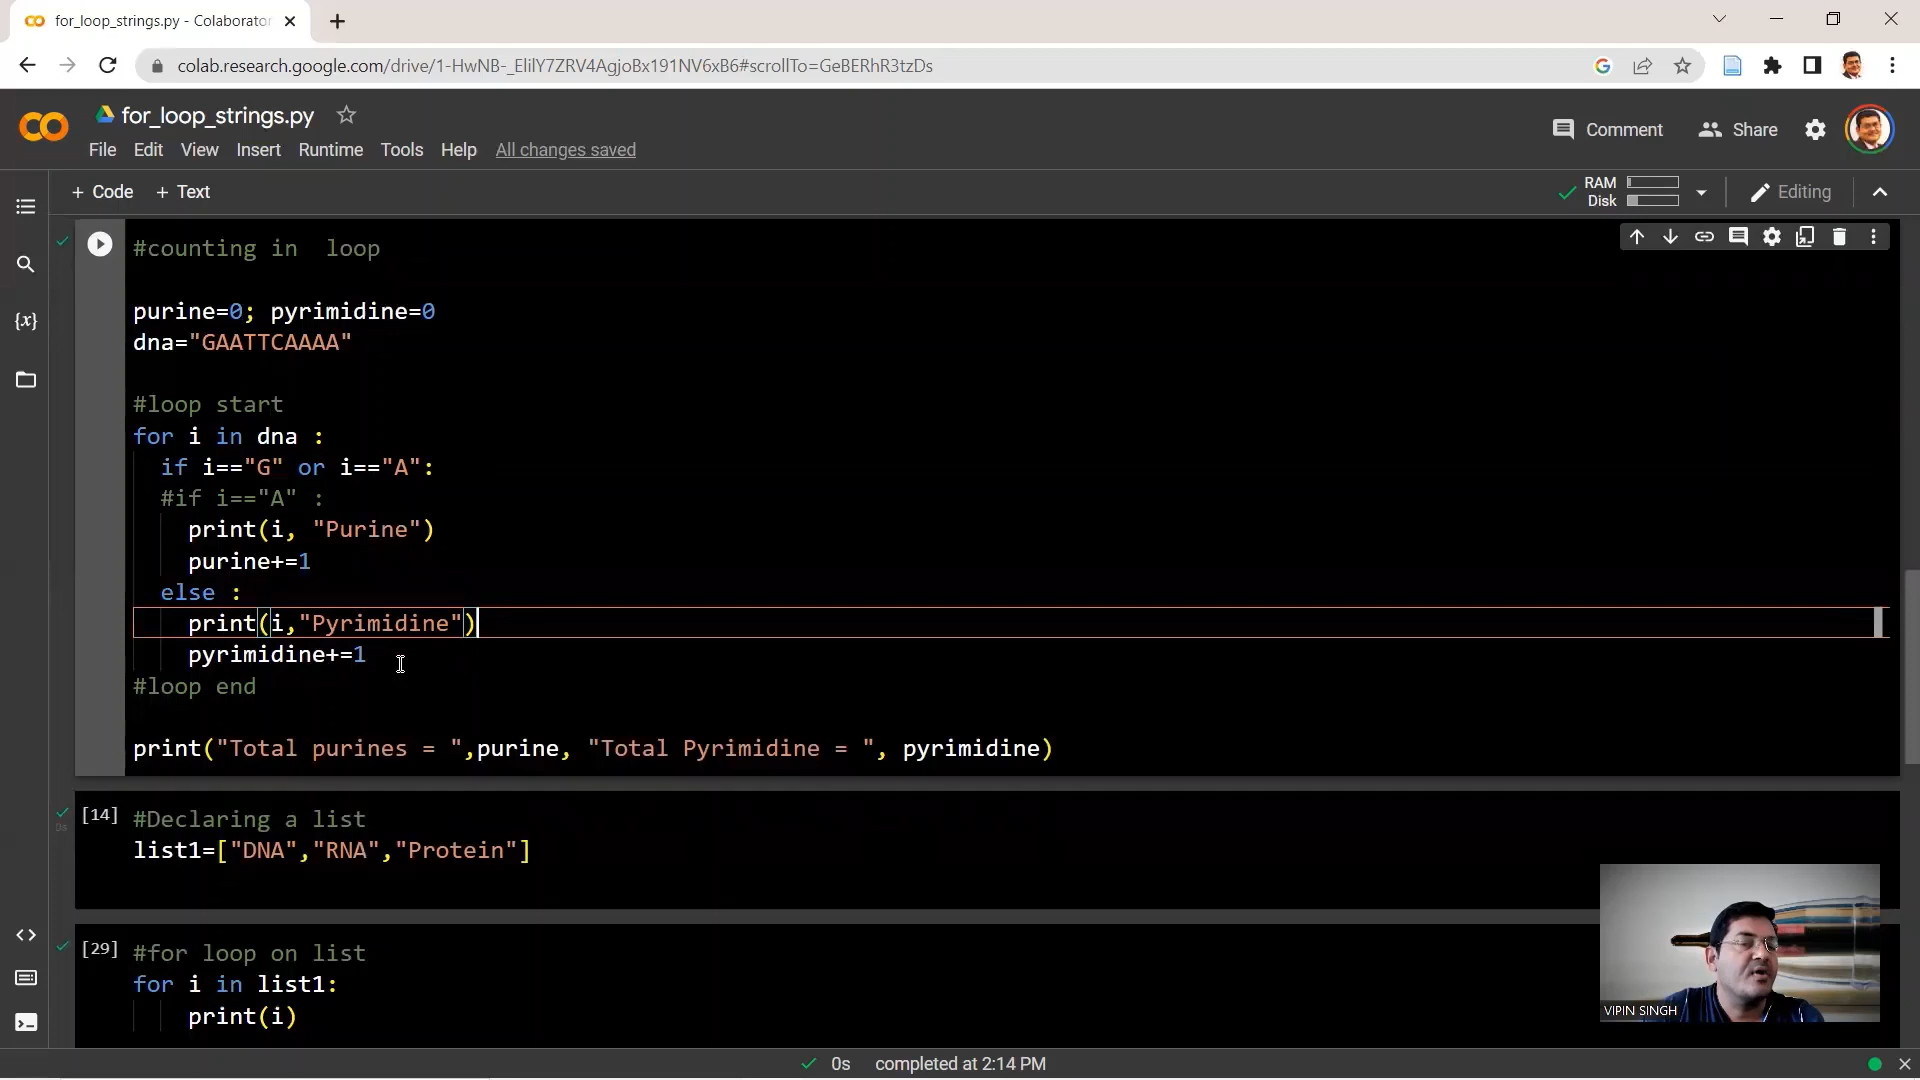 for_loop_strings.py - Colaborator
colab.research.google.com/drive/1-HwNB-_ElilY7ZRV4AgjoBx191NV6xB6#scrollTo=GeBERhR3tzDs
for_loop_strings.py
Comment Share
File Edit View Insert Runtime Tools Help All changes saved
+ Code + Text
RAM
Disk
Editing
#counting in  loop
purine=0; pyrimidine=0
dna="GAATTCAAAA"
#loop start
for i in dna :
if i=="G" or i=="A":
#if i=="A" :
print(i, "Purine")
purine+=1
else :
print(i,"Pyrimidine")
pyrimidine+=1
#loop end
print("Total purines = ",purine, "Total Pyrimidine = ", pyrimidine)
[14] #Declaring a list
0s
list1=["DNA","RNA","Protein"]
[29] #for loop on list
for i in list1:
print(i)
VIPIN SINGH
0s completed at 2:14 PM